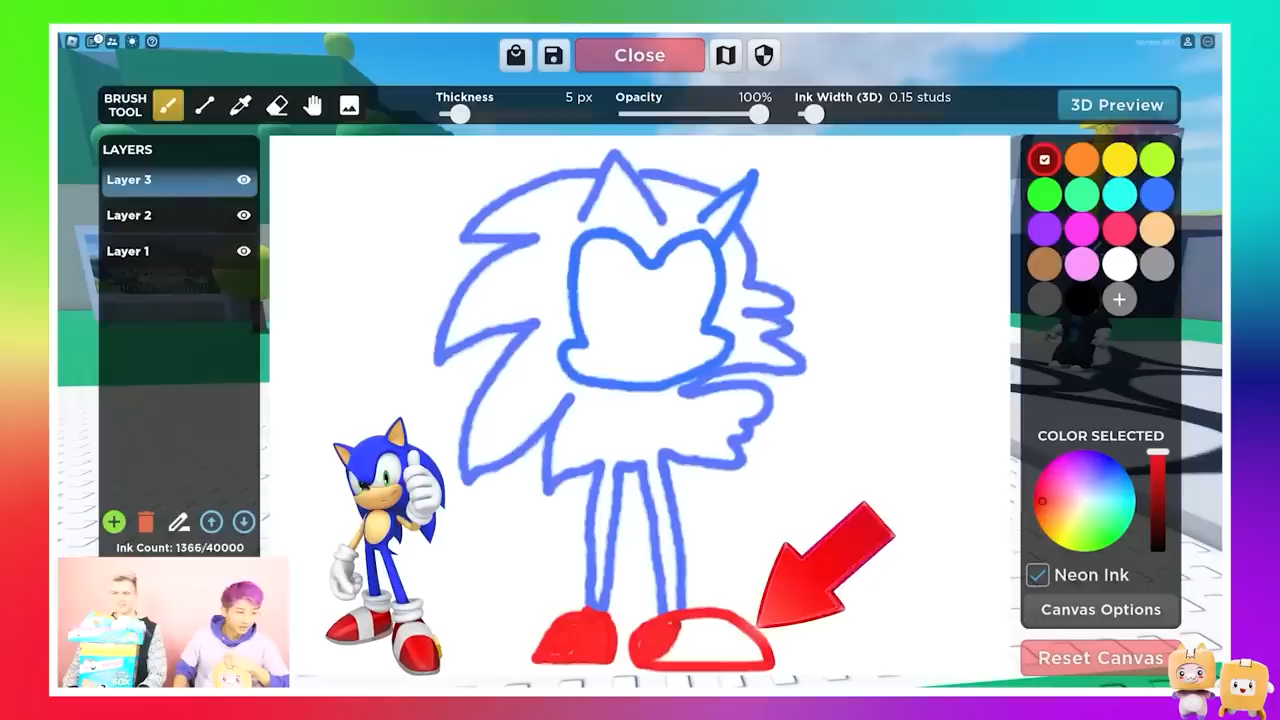 Close
BRUSH
TOOL
Thickness
5 px
Opacity
100%
Ink Width (3D)
0.15 studs
3D Preview
LAYERS
Layer 3
Layer 2
Layer 1
Ink Count: 1366/40000
COLOR SELECTED
Neon Ink
Canvas Options
Reset Canvas